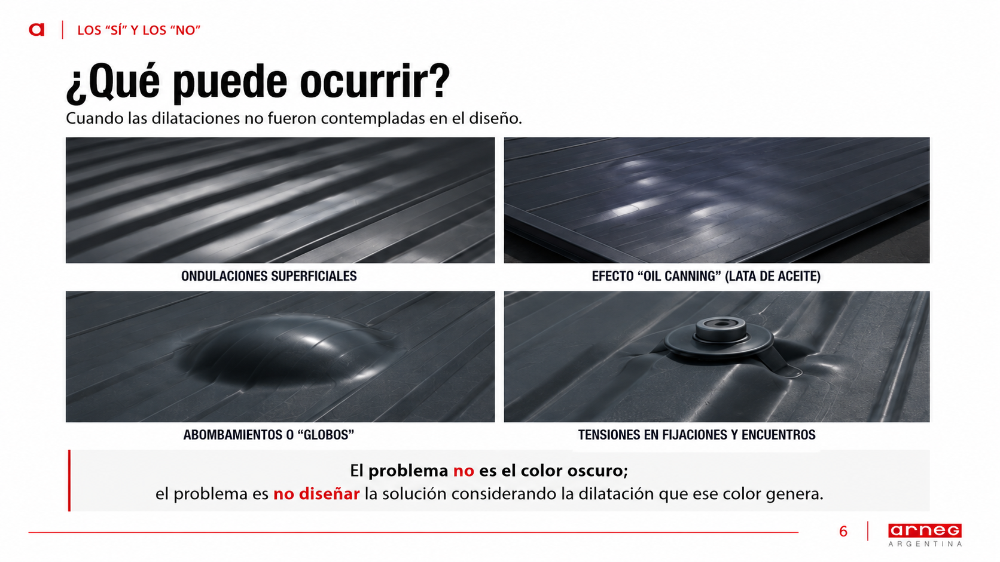 a
LOS “SÍ” Y LOS “NO”
¿Qué puede ocurrir?
Cuando las dilataciones no fueron contempladas en el diseño.
ONDULACIONES SUPERFICIALES
EFECTO “OIL CANNING” (LATA DE ACEITE)
ABOMBAMIENTOS O “GLOBOS”
TENSIONES EN FIJACIONES Y ENCUENTROS
El problema no es el color oscuro;
el problema es no diseñar la solución considerando la dilatación que ese color genera.
6
arneg
ARGENTINA